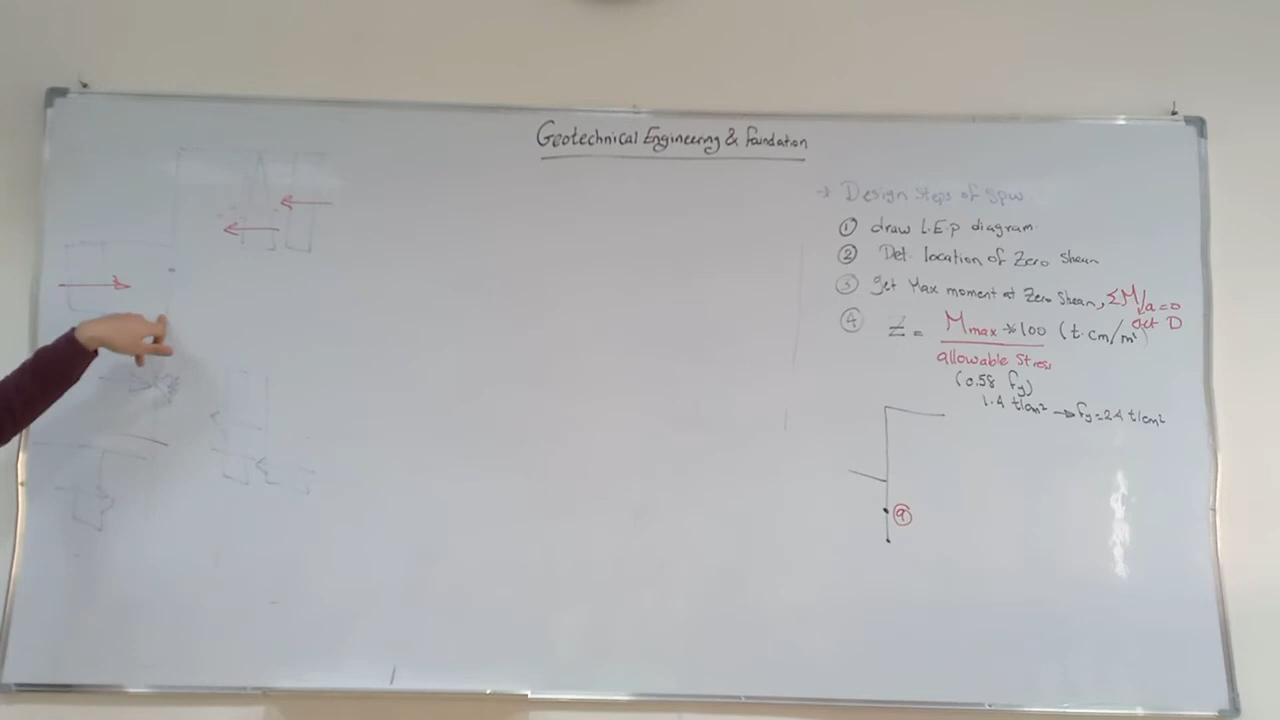 Geotechnical Engineering & Foundation
→ Design Steps of Spw
① draw L.E.P diagram.
② Det. location of Zero Shear
③ get Max moment at Zero Shear, ΣM/a = 0
get D
④ Z = Mmax * 100 (t.cm/m')
allowable Stress
(0.58 fy)
1.4 t/cm² → fy = 2.4 t/cm²
a